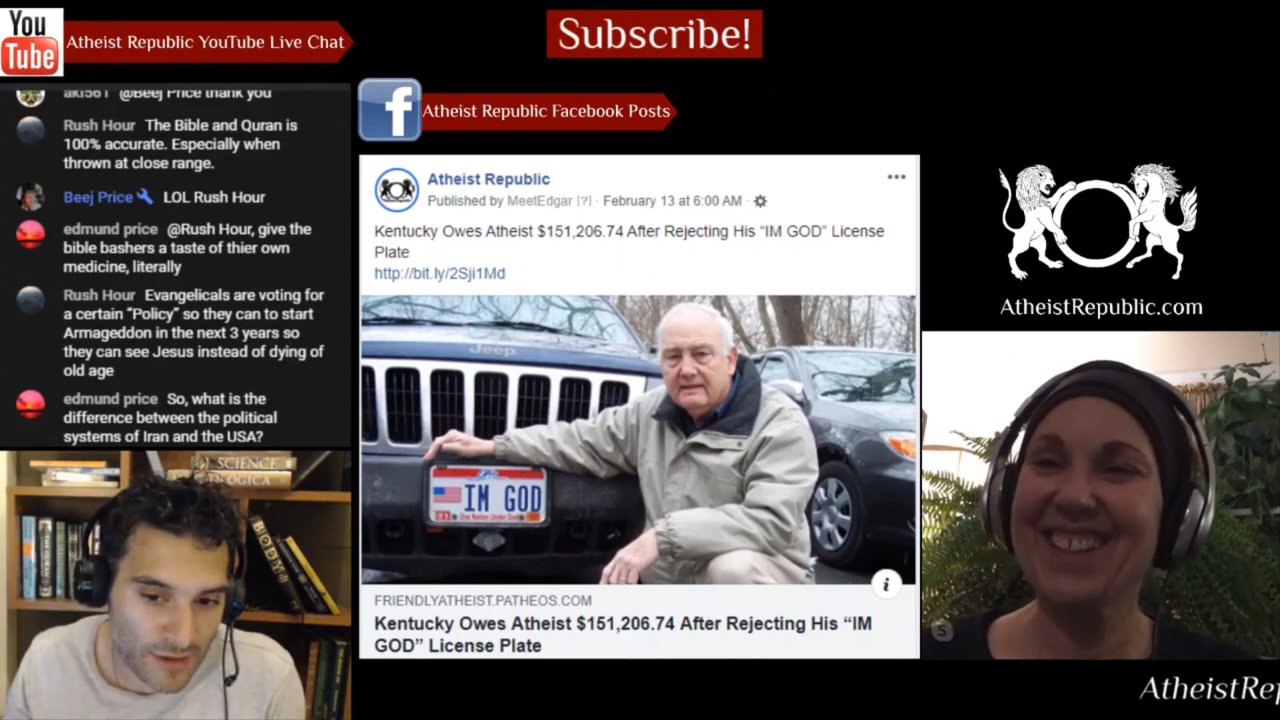 You
Tube
Atheist Republic YouTube Live Chat
Subscribe!
aki561 @Beej Price thank you
Rush Hour The Bible and Quran is
100% accurate. Especially when
thrown at close range.
Beej Price LOL Rush Hour
edmund price @Rush Hour, give the
bible bashers a taste of thier own
medicine, literally
Rush Hour Evangelicals are voting for
a certain “Policy” so they can to start
Armageddon in the next 3 years so
they can see Jesus instead of dying of
old age
edmund price So, what is the
difference between the political
systems of Iran and the USA?
f
Atheist Republic Facebook Posts
Atheist Republic
Published by MeetEdgar [?] · February 13 at 6:00 AM ·
Kentucky Owes Atheist $151,206.74 After Rejecting His “IM GOD” License
Plate
http://bit.ly/2Sji1Md
Jeep
IM GOD
One Nation Under God
i
FRIENDLYATHEIST.PATHEOS.COM
Kentucky Owes Atheist $151,206.74 After Rejecting His “IM
GOD” License Plate
AtheistRepublic.com
S
SCIENCE
AtheistRep